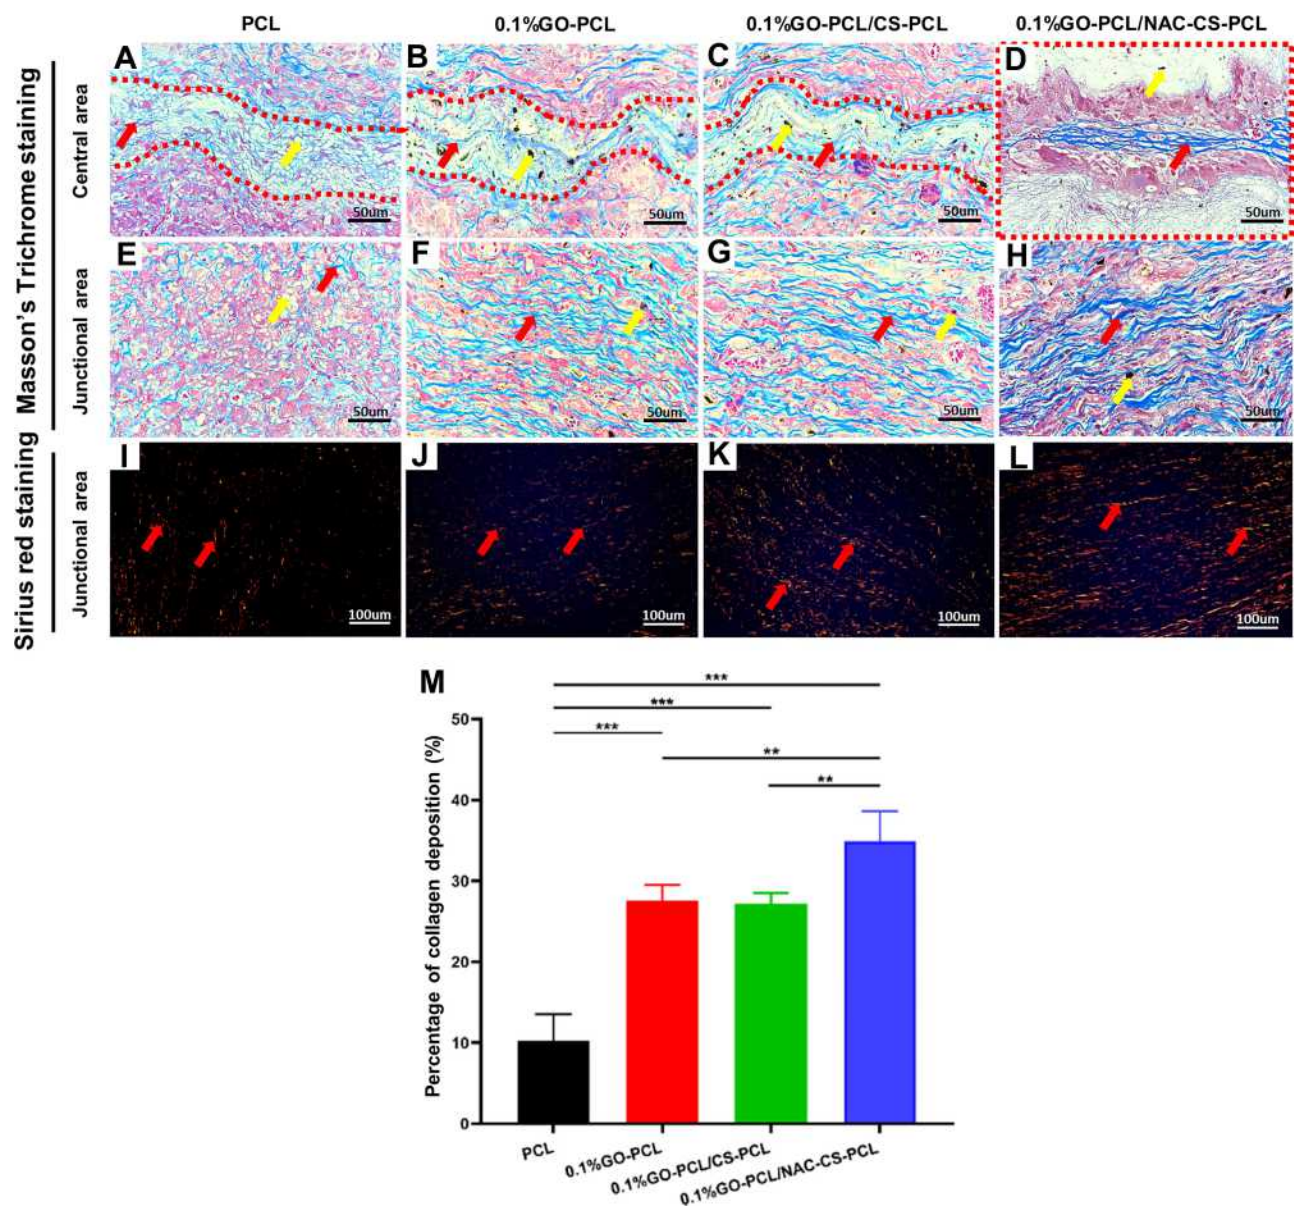 PCL
0.1%GO-PCL
0.1%GO-PCL/CS-PCL
0.1%GO-PCL/NAC-CS-PCL
Masson's Trichrome staining
Central area
A
50um
B
50um
C
50um
D
50um
Junctional area
E
50um
F
50um
G
50um
H
50um
Sirius red staining
Junctional area
I
100um
J
100um
K
100um
L
100um
M
***
***
***
**
**
Percentage of collagen deposition (%)
50
40
30
20
10
0
PCL
0.1%GO-PCL
0.1%GO-PCL/CS-PCL
0.1%GO-PCL/NAC-CS-PCL